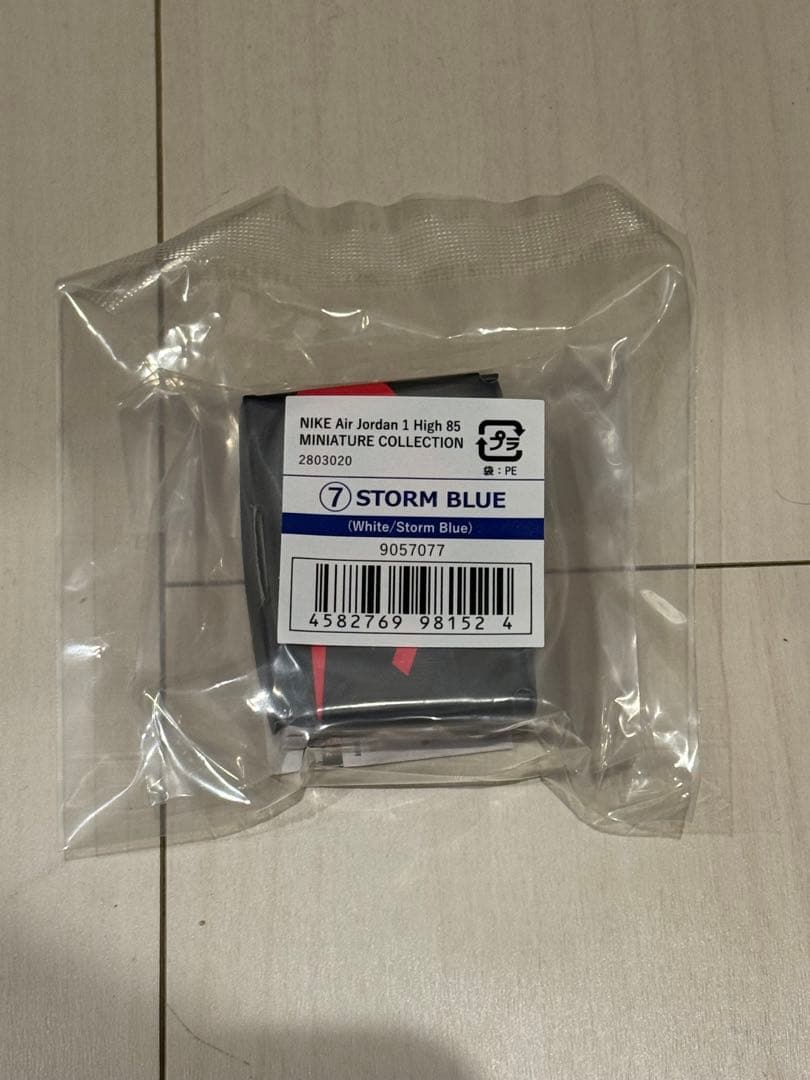 NIKE Air Jordan 1 High 85
MINIATURE COLLECTION
2803020
プラ
袋：PE
⑦ STORM BLUE
(White/Storm Blue)
9057077
4582769 98152 4